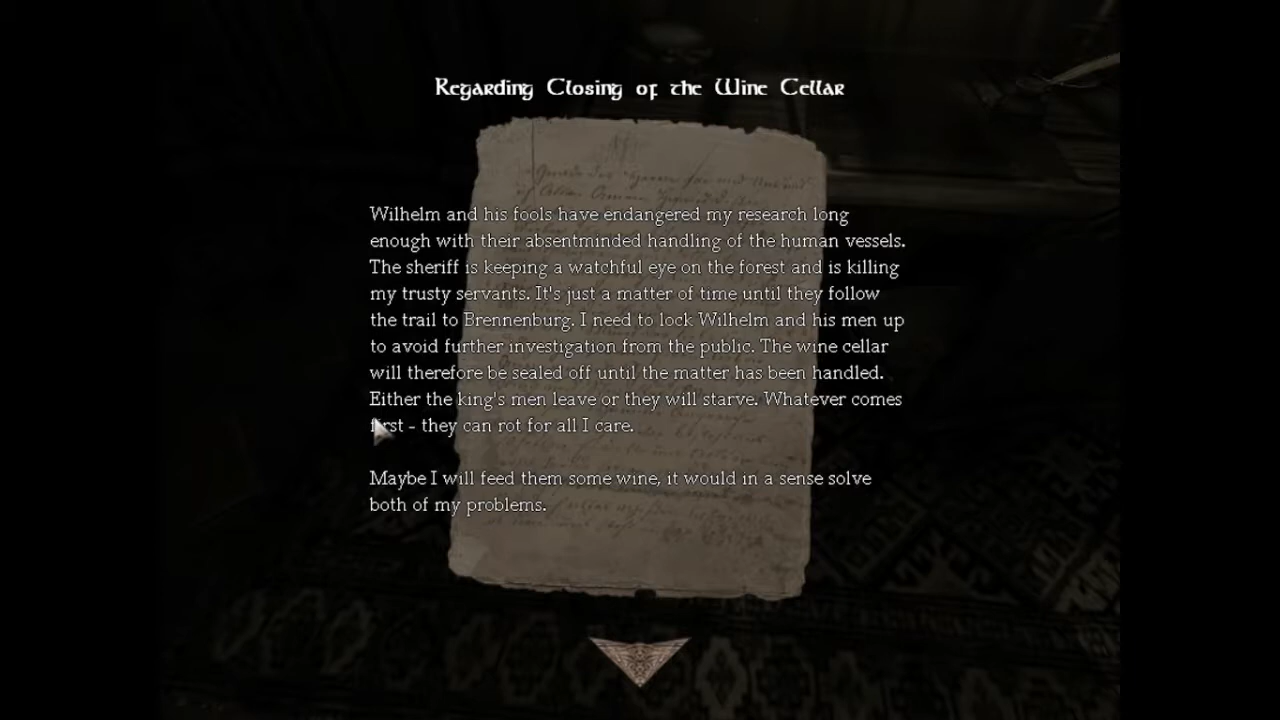 Regarding Closing of the Wine Cellar
Wilhelm and his fools have endangered my research long
enough with their absentminded handling of the human vessels.
The sheriff is keeping a watchful eye on the forest and is killing
my trusty servants. It's just a matter of time until they follow
the trail to Brennenburg. I need to lock Wilhelm and his men up
to avoid further investigation from the public. The wine cellar
will therefore be sealed off until the matter has been handled.
Either the king's men leave or they will starve. Whatever comes
first - they can rot for all I care.
Maybe I will feed them some wine, it would in a sense solve
both of my problems.